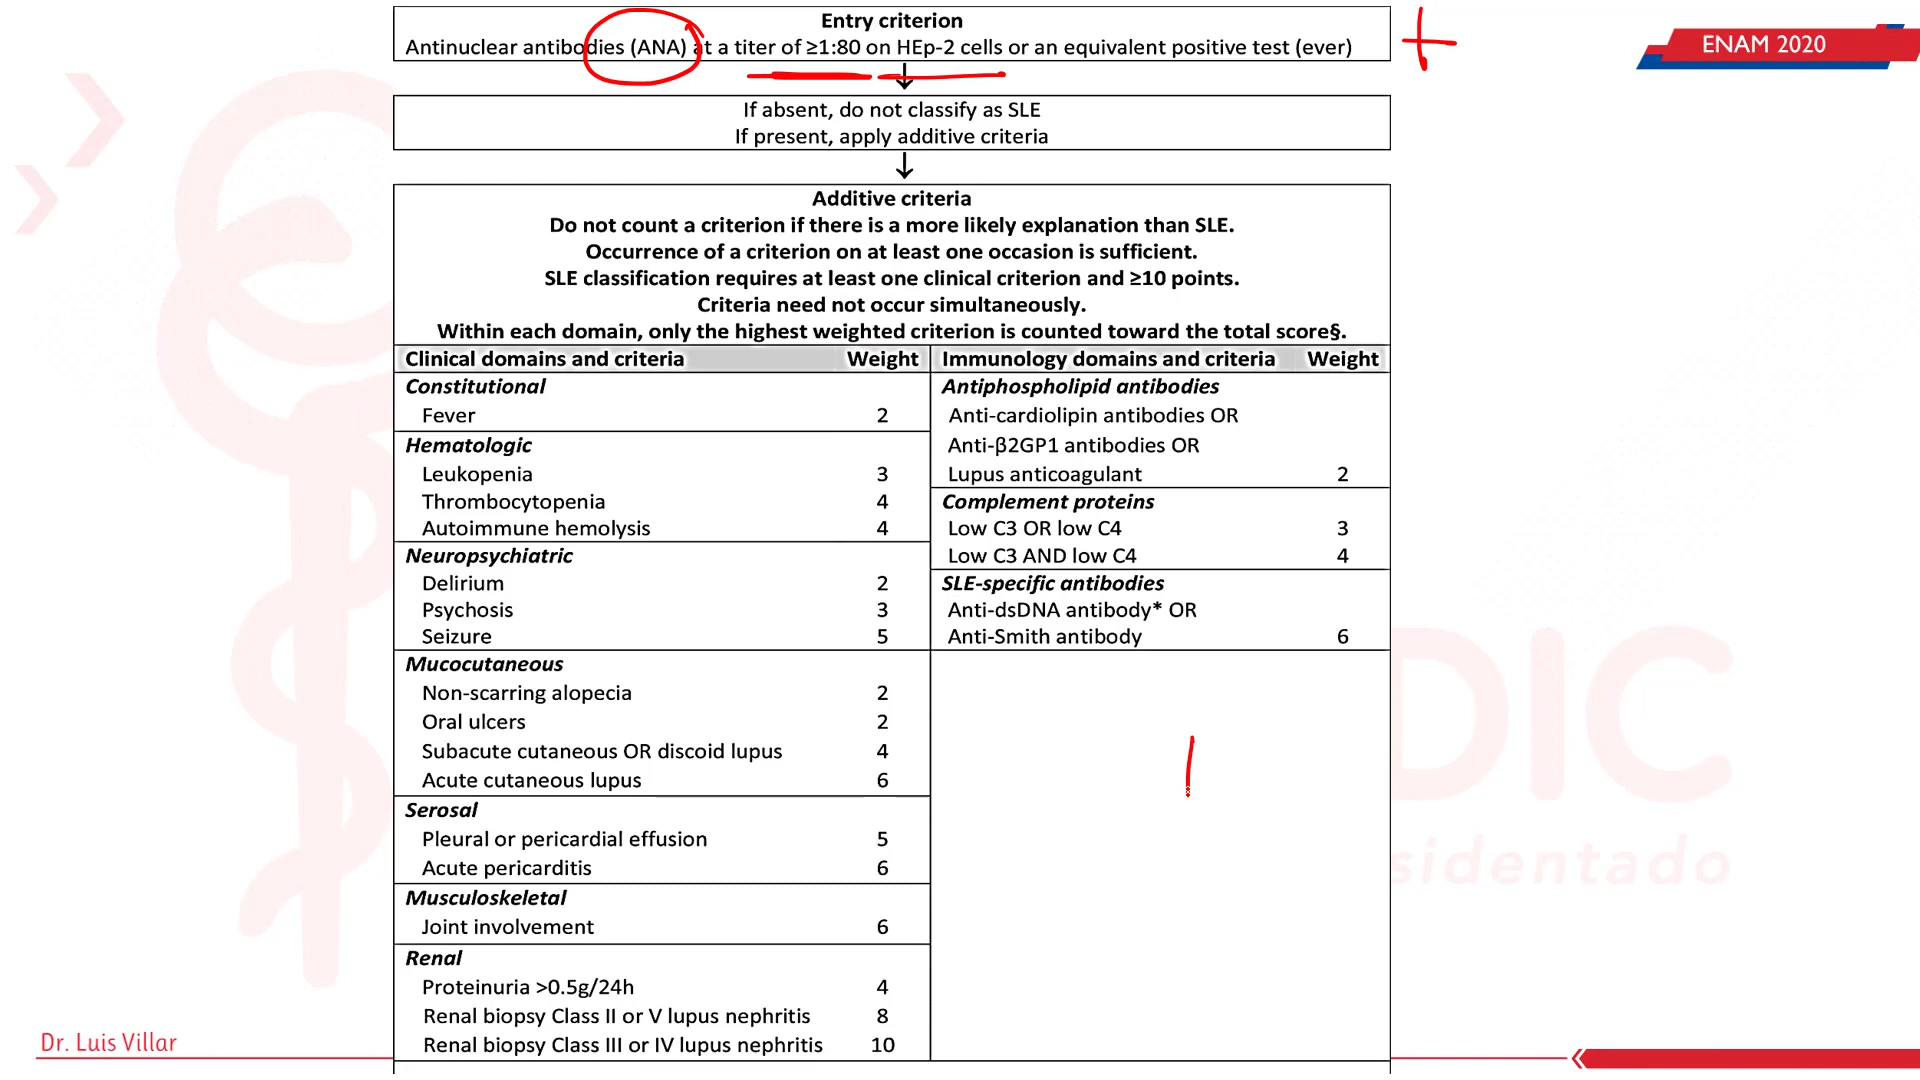 Entry criterion
Antinuclear antibodies (ANA) at a titer of ≥1:80 on HEp-2 cells or an equivalent positive test (ever)
ENAM 2020
If absent, do not classify as SLE
If present, apply additive criteria
Additive criteria
Do not count a criterion if there is a more likely explanation than SLE.
Occurrence of a criterion on at least one occasion is sufficient.
SLE classification requires at least one clinical criterion and ≥10 points.
Criteria need not occur simultaneously.
Within each domain, only the highest weighted criterion is counted toward the total score§.
Clinical domains and criteria Weight
Constitutional
Fever 2
Hematologic
Leukopenia 3
Thrombocytopenia 4
Autoimmune hemolysis 4
Neuropsychiatric
Delirium 2
Psychosis 3
Seizure 5
Mucocutaneous
Non-scarring alopecia 2
Oral ulcers 2
Subacute cutaneous OR discoid lupus 4
Acute cutaneous lupus 6
Serosal
Pleural or pericardial effusion 5
Acute pericarditis 6
Musculoskeletal
Joint involvement 6
Renal
Proteinuria >0.5g/24h 4
Renal biopsy Class II or V lupus nephritis 8
Renal biopsy Class III or IV lupus nephritis 10
Immunology domains and criteria Weight
Antiphospholipid antibodies
Anti-cardiolipin antibodies OR
Anti-β2GP1 antibodies OR
Lupus anticoagulant 2
Complement proteins
Low C3 OR low C4 3
Low C3 AND low C4 4
SLE-specific antibodies
Anti-dsDNA antibody* OR
Anti-Smith antibody 6
DIC
sidentado
Dr. Luis Villar